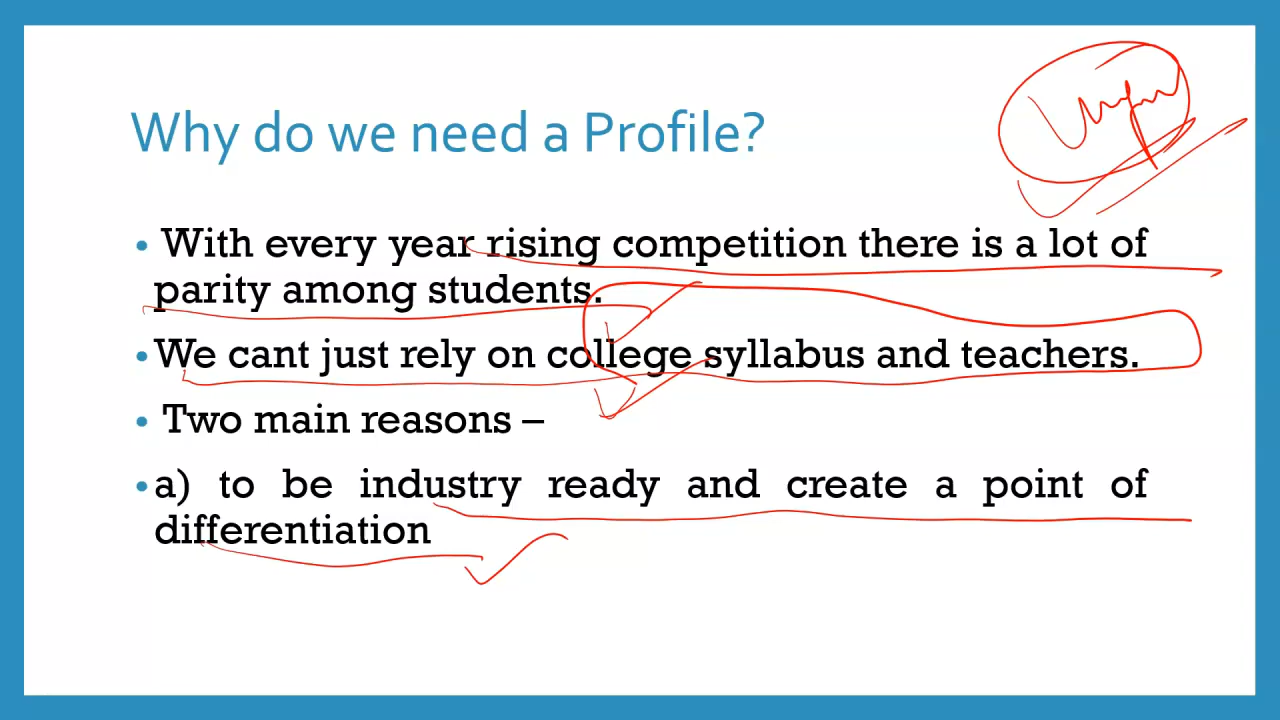 Why do we need a Profile?
• With every year rising competition there is a lot of
parity among students.
• We cant just rely on college syllabus and teachers.
• Two main reasons –
• a) to be industry ready and create a point of
differentiation